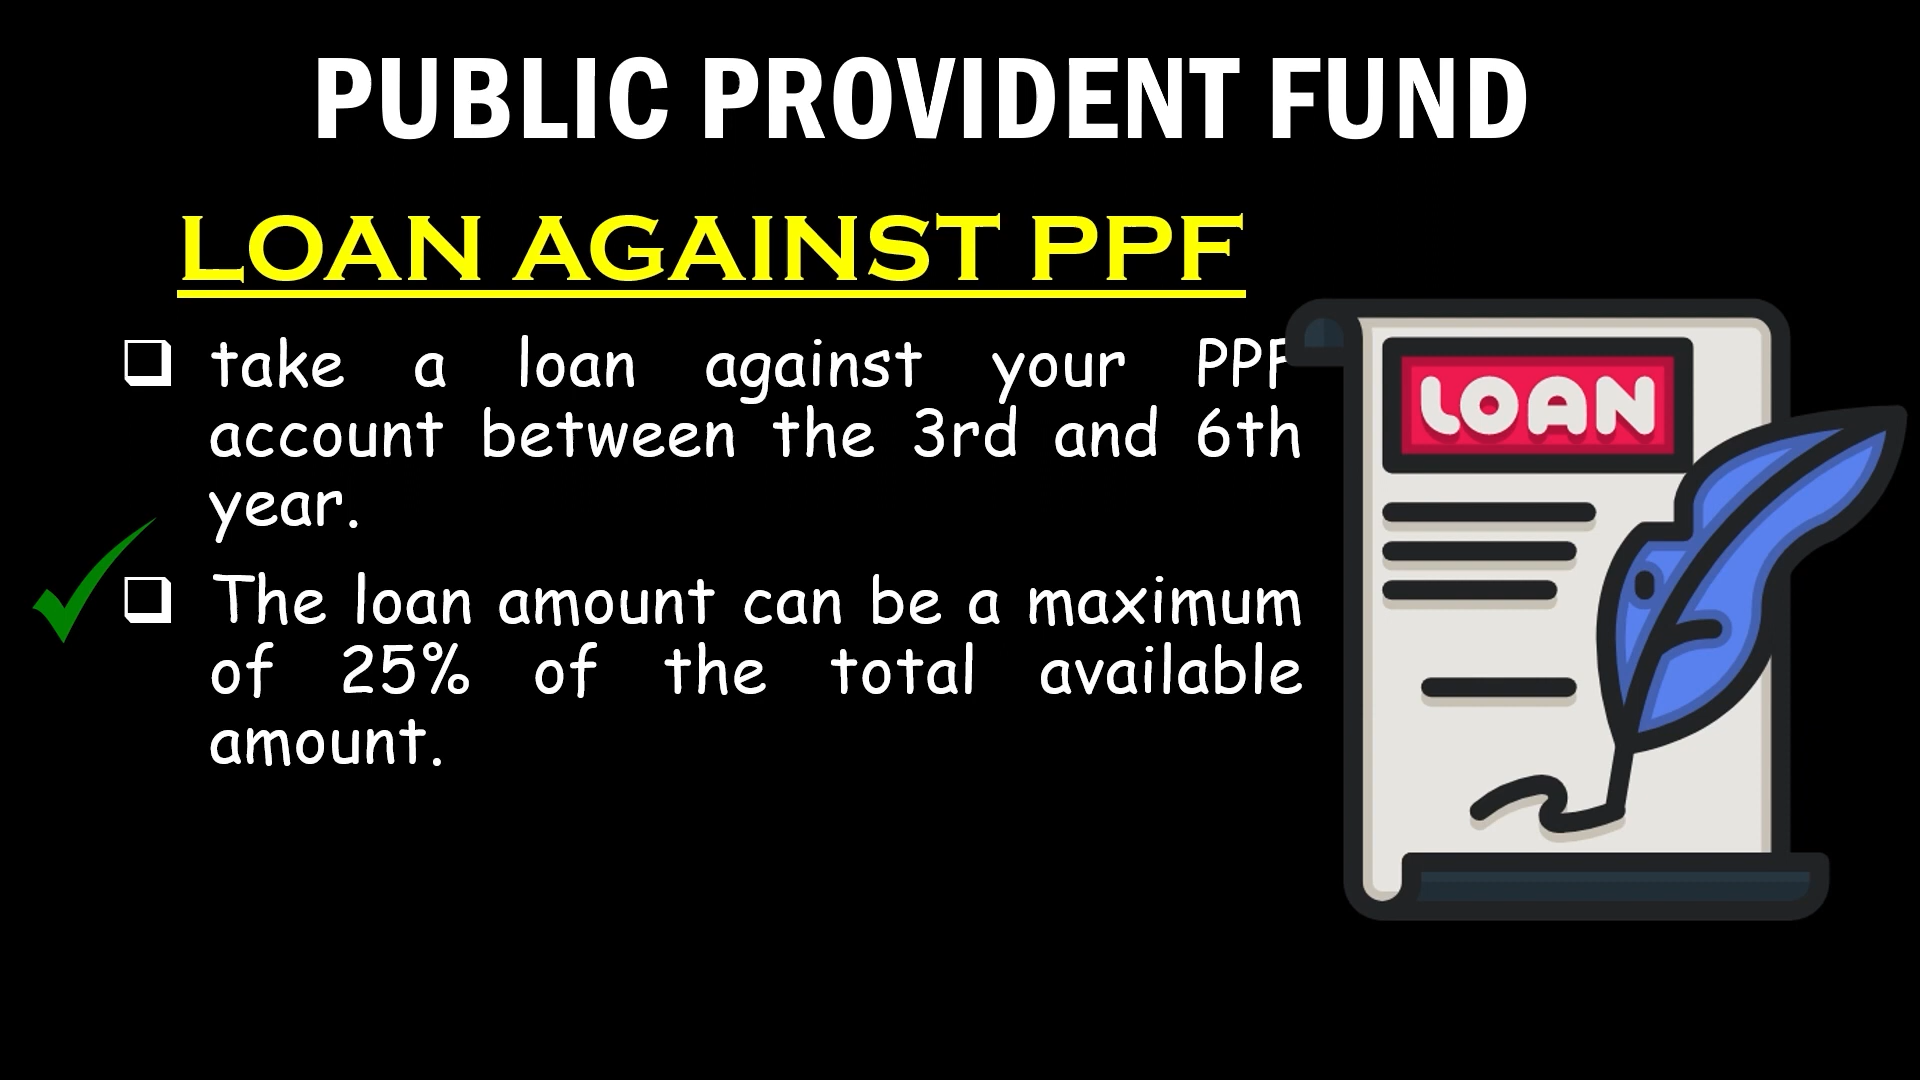 PUBLIC PROVIDENT FUND
LOAN AGAINST PPF
take a loan against your PPF
account between the 3rd and 6th
year.
The loan amount can be a maximum
of 25% of the total available
amount.
LOAN